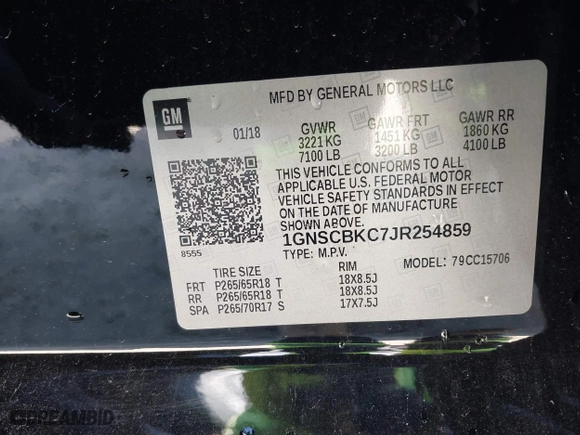 MFD BY GENERAL MOTORS LLC
GM
01/18
GVWR GAWR FRT GAWR RR
3221 KG 1451 KG 1860 KG
7100 LB 3200 LB 4100 LB
THIS VEHICLE CONFORMS TO ALL
APPLICABLE U.S. FEDERAL MOTOR
VEHICLE SAFETY STANDARDS IN EFFECT
ON THE DATE OF MANUFACTURE
SHOWN ABOVE.
1GNSCBKC7JR254859
8555
TYPE: M.P.V. MODEL: 79CC15706
TIRE SIZE RIM
FRT P265/65R18 T 18X8.5J
RR P265/65R18 T 18X8.5J
SPA P265/70R17 S 17X7.5J
DREAMBID